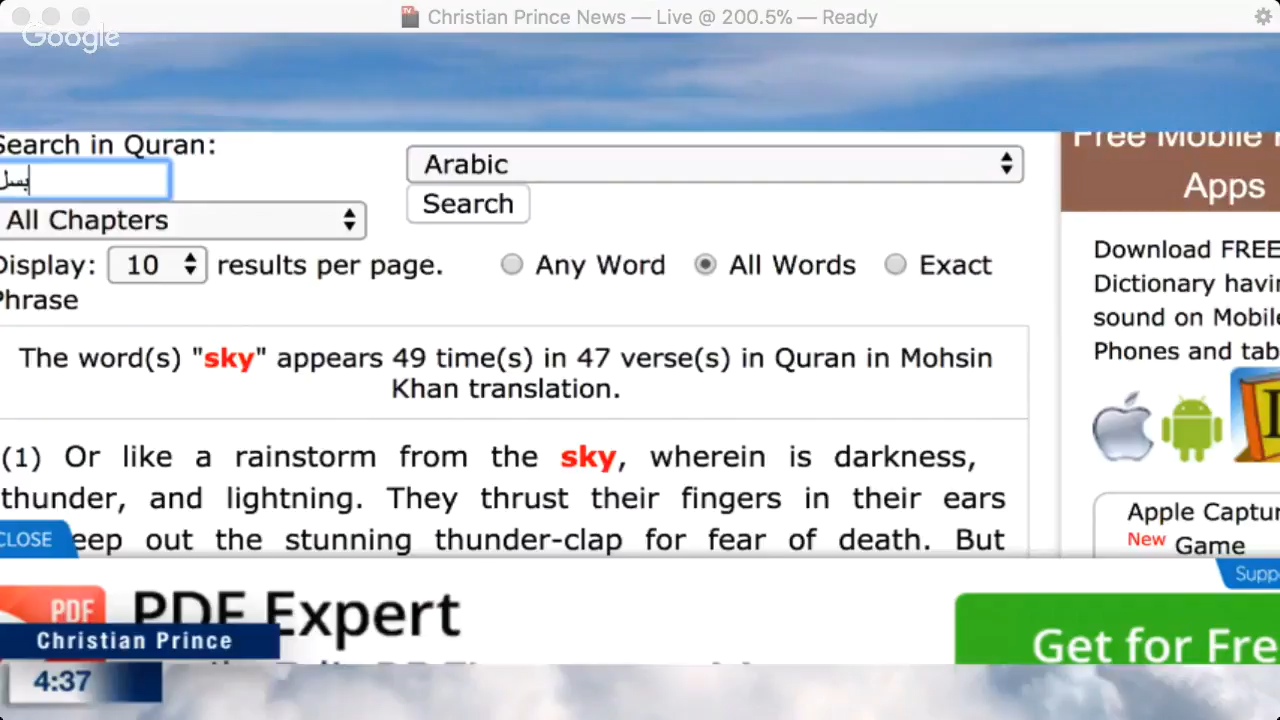 Christian Prince News — Live @ 200.5% — Ready
Google
Search in Quran:
Arabic
بسل
Search
All Chapters
Display: 10 results per page. Any Word All Words Exact
Phrase
The word(s) "sky" appears 49 time(s) in 47 verse(s) in Quran in Mohsin
Khan translation.
(1) Or like a rainstorm from the sky, wherein is darkness,
thunder, and lightning. They thrust their fingers in their ears
eep out the stunning thunder-clap for fear of death. But
CLOSE
Free Mobile
Apps
Download FREE
Dictionary havin
sound on Mobile
Phones and tab
Apple Captur
New Game
Supp
PDF
PDF Expert
Get for Fre
Christian Prince
4:37